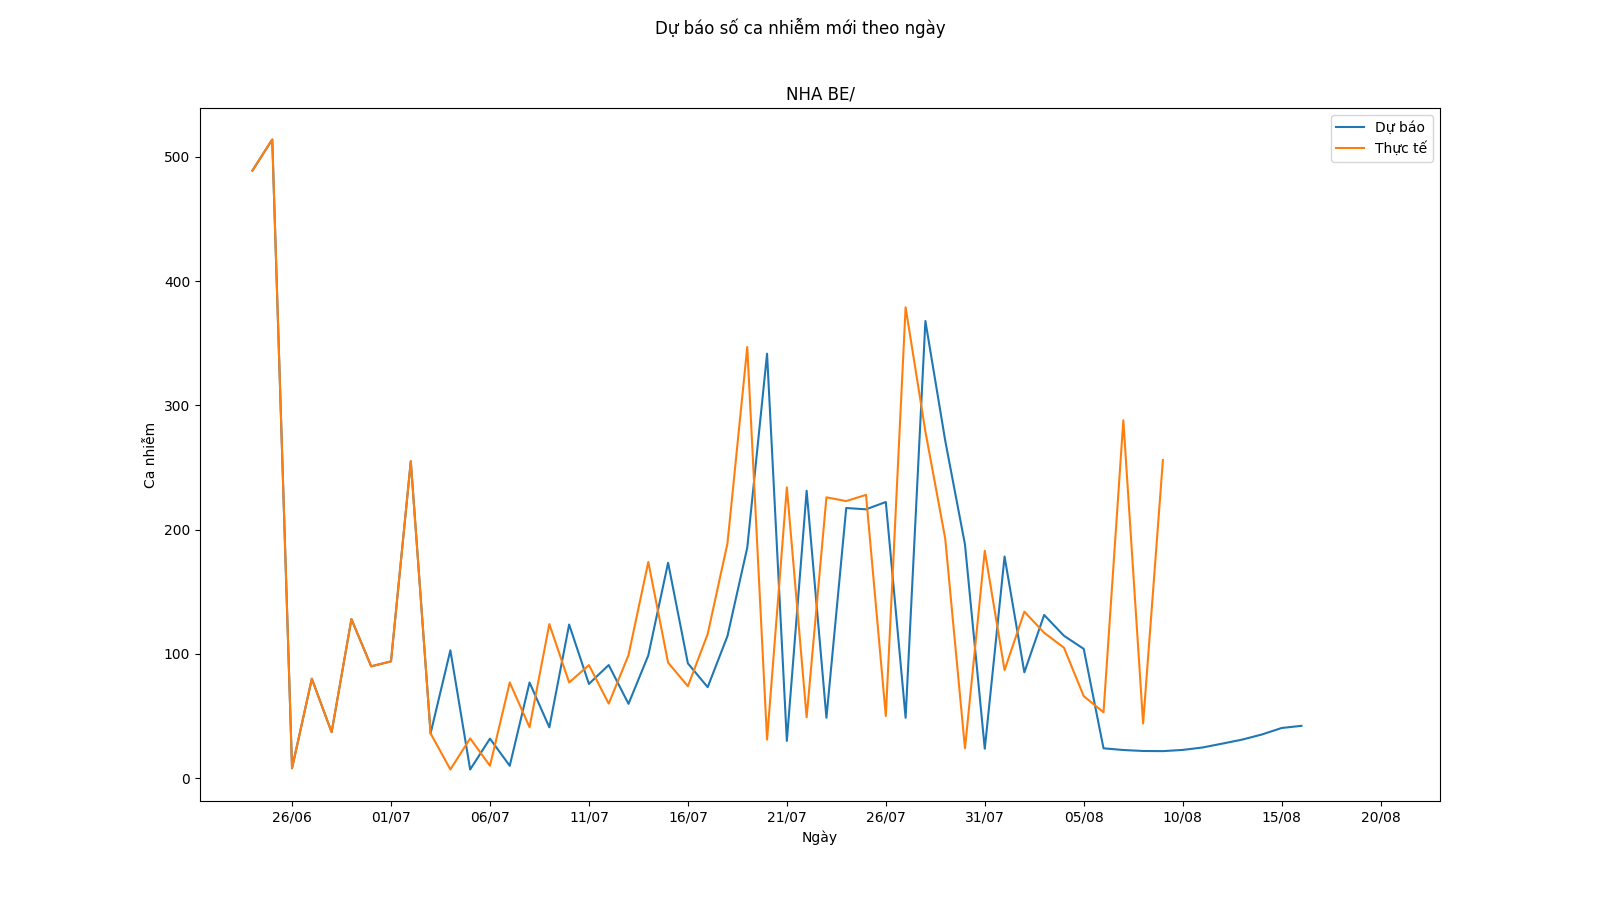 Dự báo số ca nhiễm mới theo ngày
NHA BE/
Dự báo
Thực tế
500
400
300
200
100
0
Ca nhiễm
26/06 01/07 06/07 11/07 16/07 21/07 26/07 31/07 05/08 10/08 15/08 20/08
Ngày